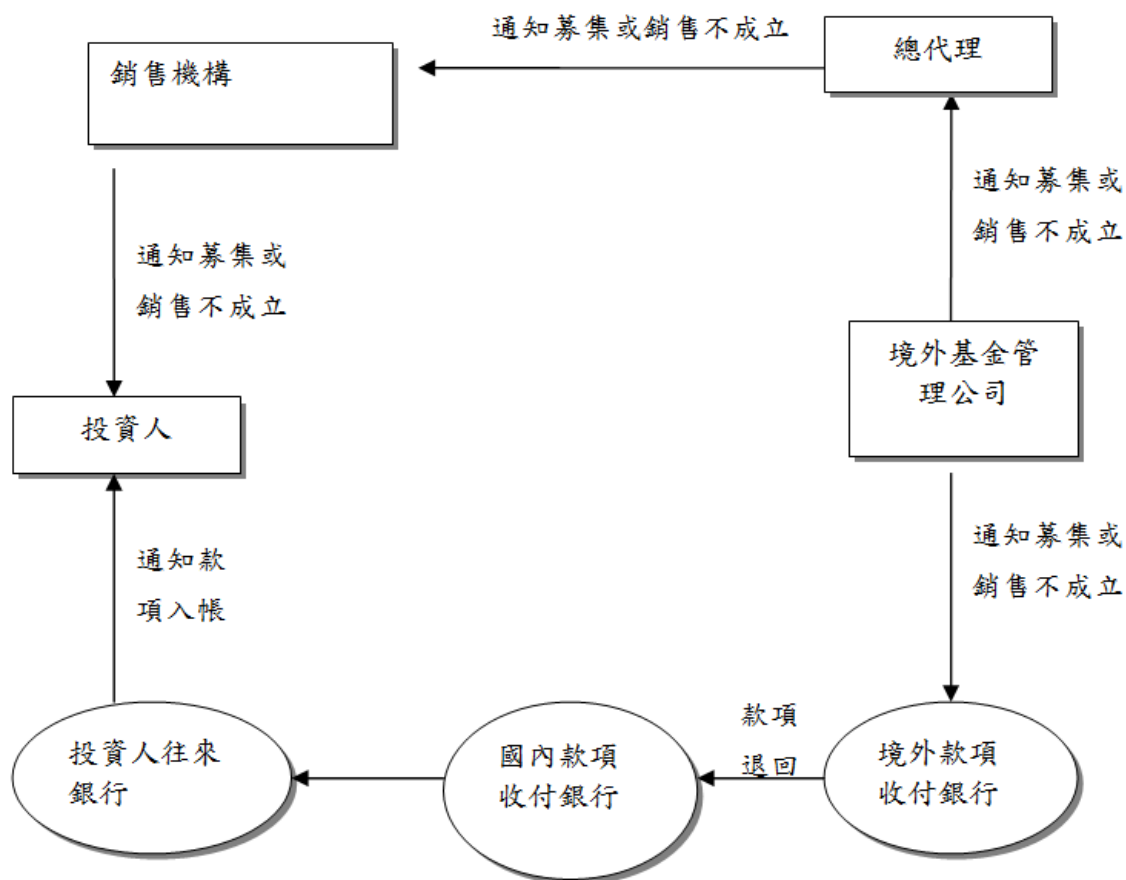 通知募集或銷售不成立
銷售機構
總代理
通知募集或
銷售不成立
通知募集或
銷售不成立
境外基金管
理公司
投資人
通知募集或
銷售不成立
通知款
項入帳
款項
退回
投資人往來
銀行
國內款項
收付銀行
境外款項
收付銀行